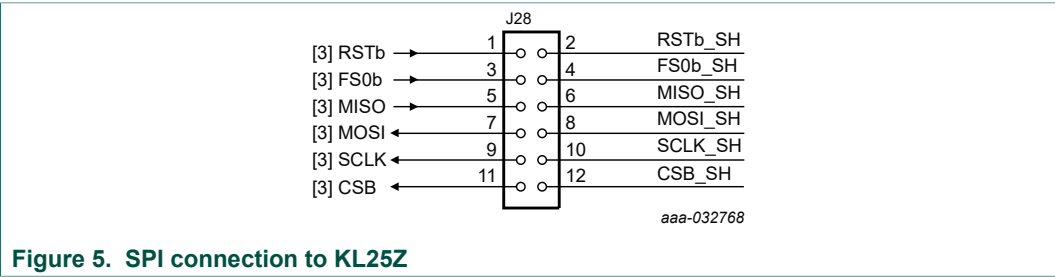 J28
[3] RSTb 1 2 RSTb_SH
[3] FS0b 3 4 FS0b_SH
[3] MISO 5 6 MISO_SH
[3] MOSI 7 8 MOSI_SH
[3] SCLK 9 10 SCLK_SH
[3] CSB 11 12 CSB_SH
aaa-032768
Figure 5. SPI connection to KL25Z